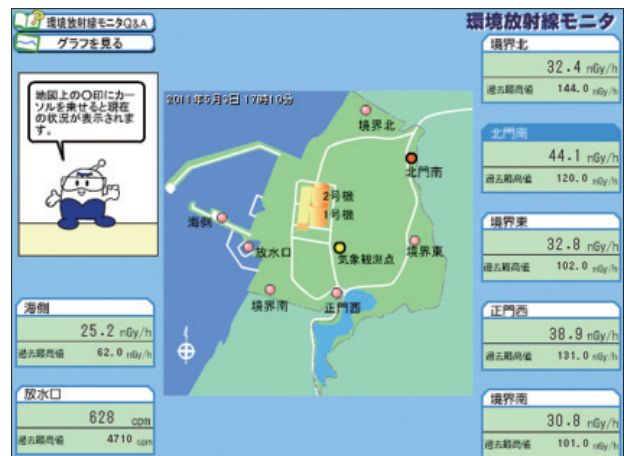 環境放射線モニタQ&A
グラフを見る
環境放射線モニタ
地図上の〇印にカー
ソルを乗せると現在
の状況が表示されま
す。
2011年5月3日 17時10分
境界北
北門南
2号機
1号機
海側
放水口
気象観測点
境界東
境界南
正門西
境界北
32.4 nGy/h
過去最高値 144.0 nGy/h
北門南
44.1 nGy/h
過去最高値 120.0 nGy/h
境界東
32.8 nGy/h
過去最高値 102.0 nGy/h
正門西
38.9 nGy/h
過去最高値 131.0 nGy/h
境界南
30.8 nGy/h
過去最高値 101.0 nGy/h
海側
25.2 nGy/h
過去最高値 62.0 nGy/h
放水口
628 cpm
過去最高値 4710 cpm